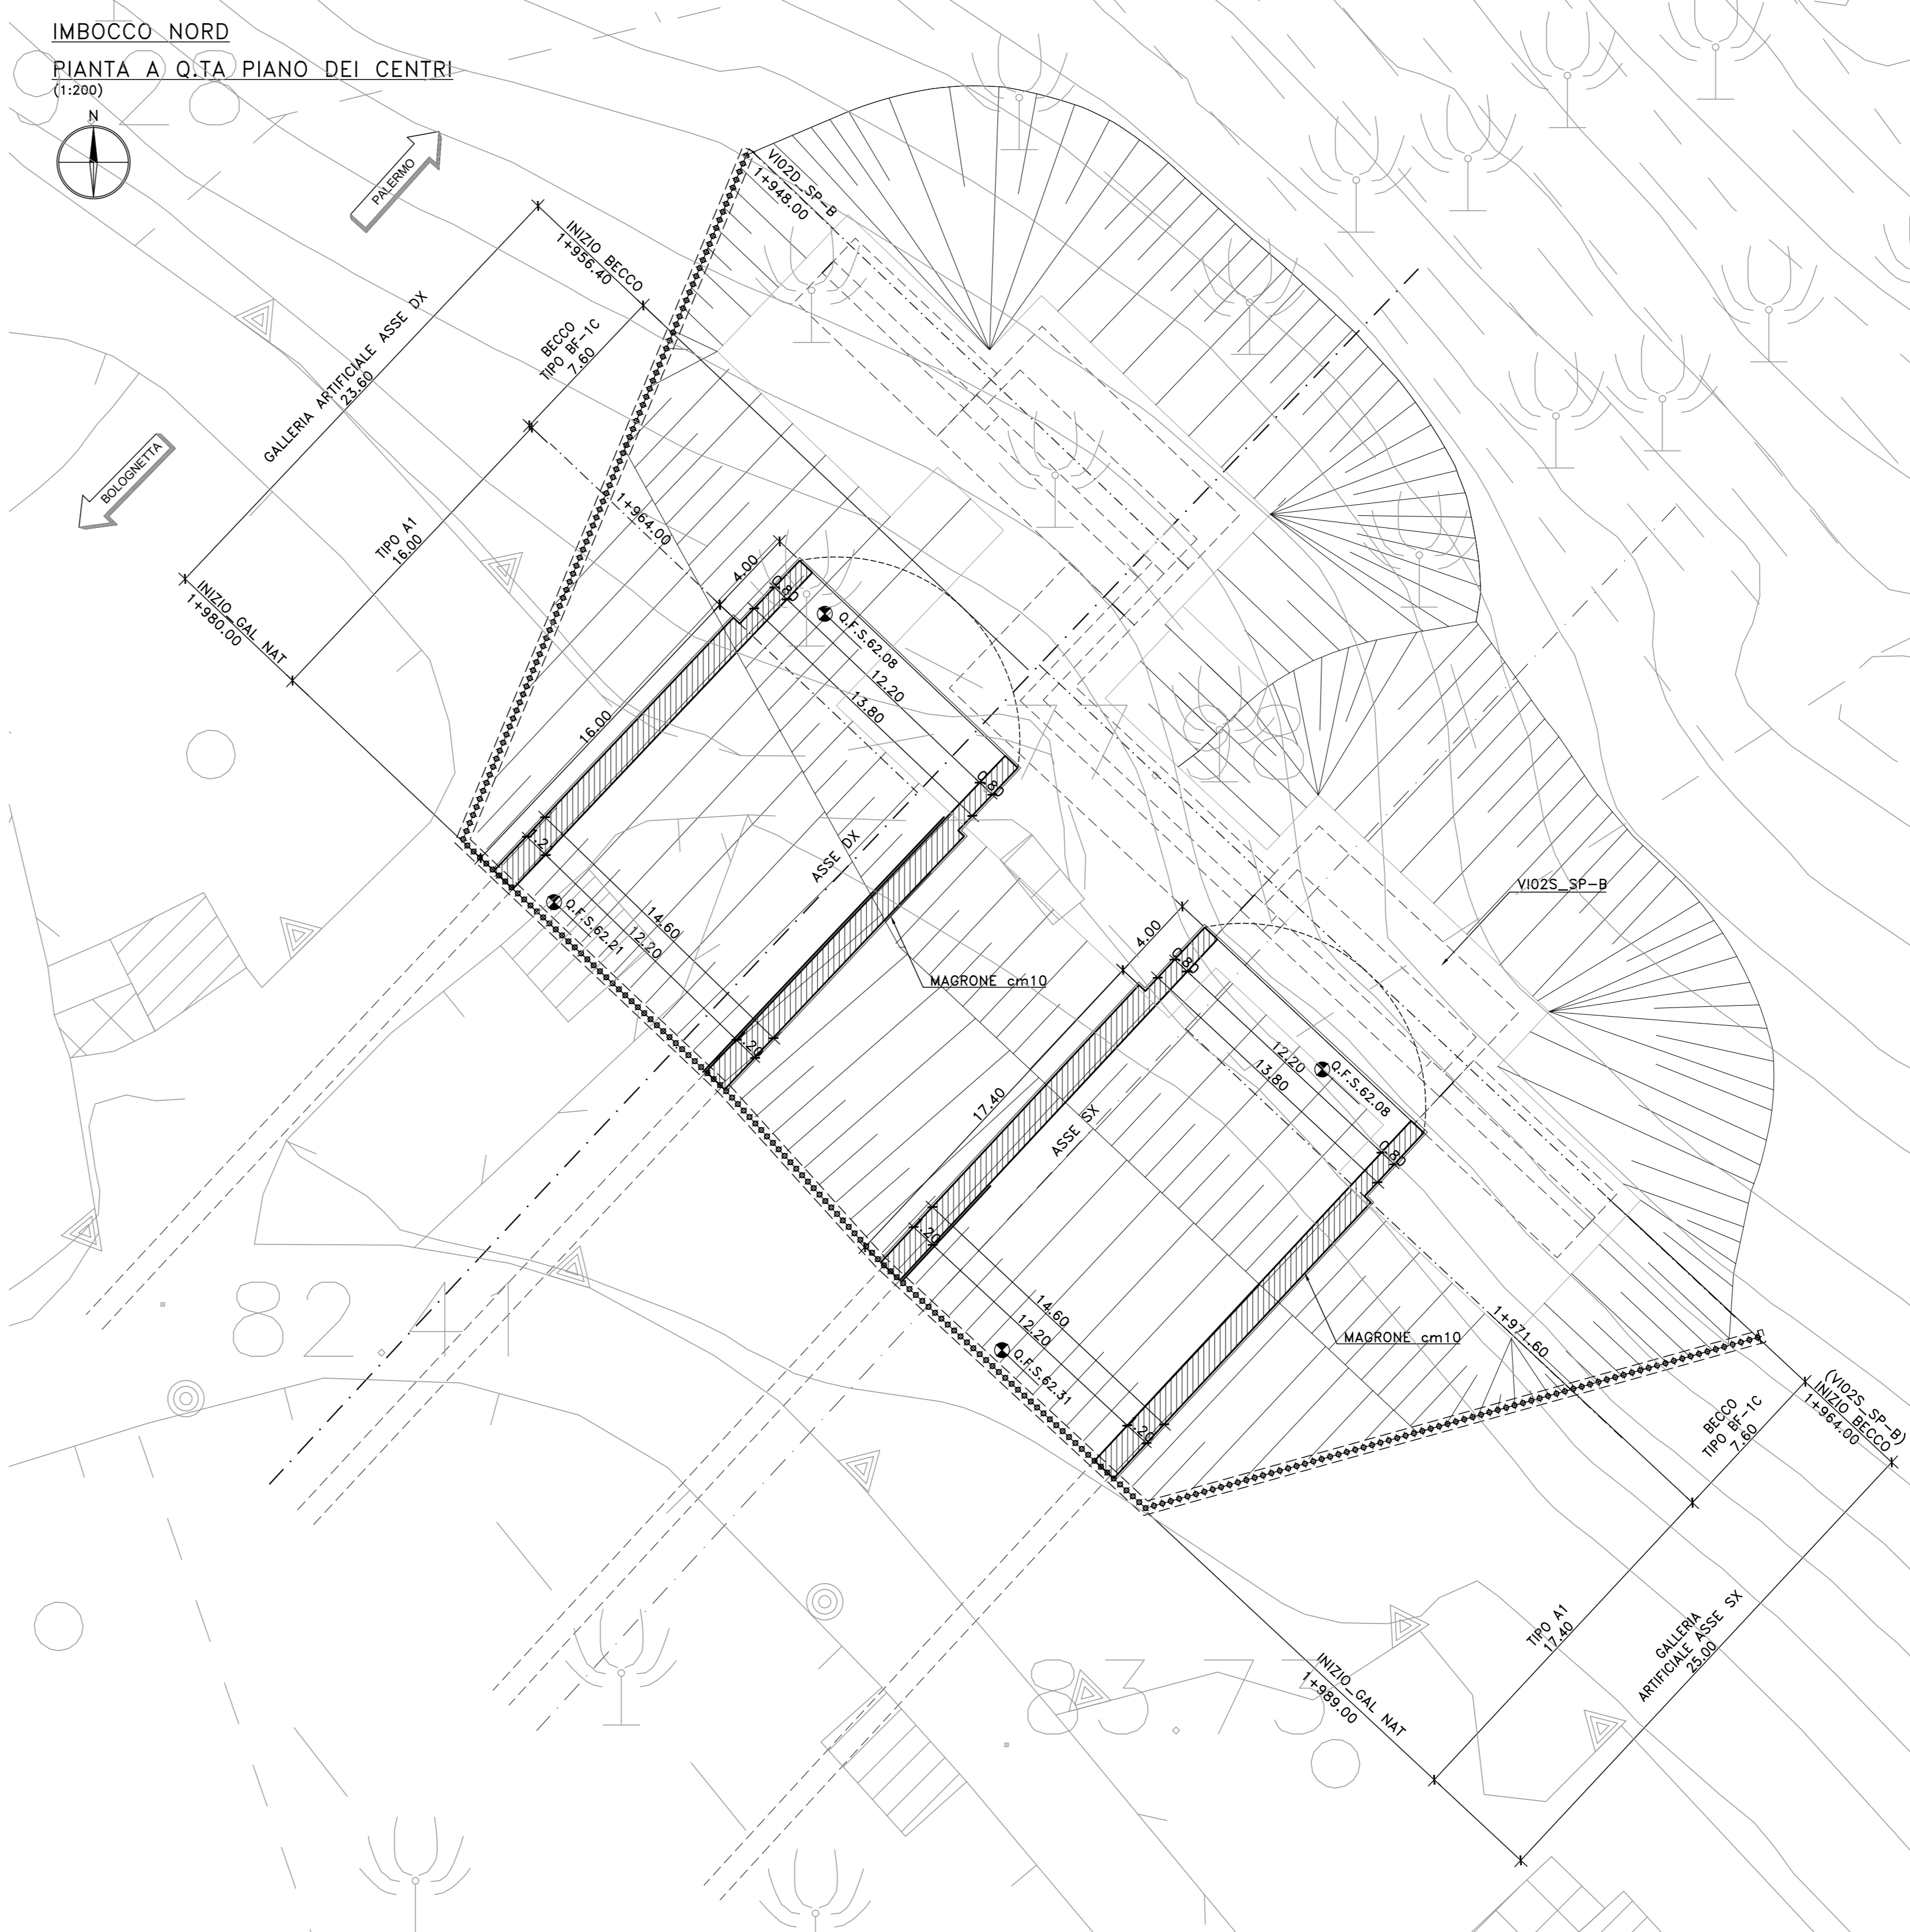 IMBOCCO NORD
PIANTA A Q.TA PIANO DEI CENTRI
(1:200)
N
PALERMO
BOLOGNETTA
VI02D_SP-B
1+948.00
INIZIO BECCO
1+956.40
GALLERIA ARTIFICIALE ASSE DX
23.60
BECCO
TIPO BF-1C
7.60
TIPO A1
16.00
1+964.00
INIZIO_GAL NAT
1+980.00
4.00
0.80
Q.F.S.62.08
12.20
13.80
16.00
0.80
ASSE DX
Q.F.S.62.21
14.60
12.20
1.20
MAGRONE cm10
VI02S_SP-B
4.00
0.80
Q.F.S.62.08
12.20
13.80
0.80
17.40
ASSE SX
1.20
14.60
12.20
Q.F.S.62.31
1.20
MAGRONE cm10
1+971.60
(VI02S_SP-B)
INIZIO BECCO
1+964.00
BECCO
TIPO BF-1C
7.60
TIPO A1
17.40
GALLERIA
ARTIFICIALE ASSE SX
25.00
INIZIO_GAL NAT
1+989.00
82.41
83.73